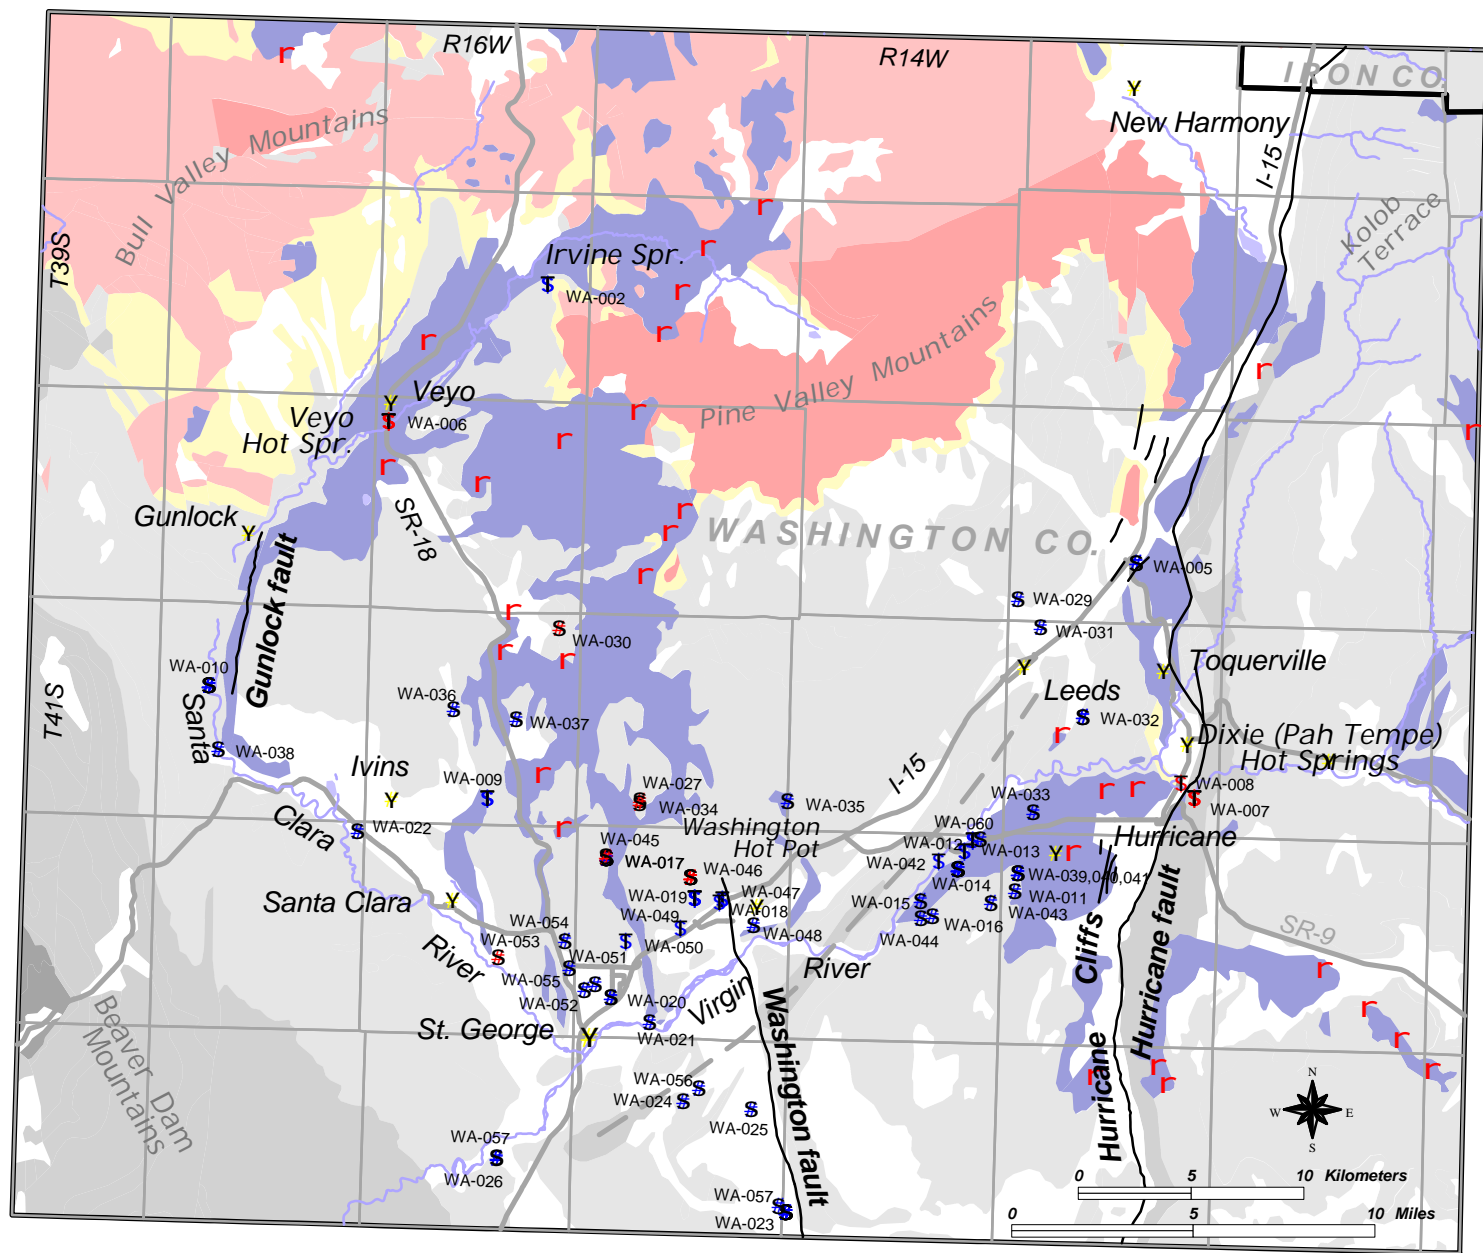 R16W
R14W
IRON CO.
New Harmony
I-15
Bull Valley Mountains
Kolob
Terrace
T39S
Irvine Spr.
WA-002
Pine Valley Mountains
Veyo
Veyo
Hot Spr.
WA-006
Gunlock
SR-18
WASHINGTON CO.
Gunlock fault
WA-005
WA-029
WA-031
WA-030
WA-010
Toquerville
Leeds
T41S
Santa
WA-036
WA-037
WA-032
WA-038
Dixie (Pah Tempe)
Hot Springs
Ivins
WA-009
I-15
WA-027
WA-034
WA-035
WA-008
WA-007
WA-033
Clara
WA-022
Washington
Hot Pot
WA-060
Hurricane
WA-045
WA-012
WA-013
WA-017
WA-046
WA-042
WA-039,040,041
WA-014
WA-019
WA-047
WA-011
Santa Clara
WA-018
WA-015
WA-043
WA-049
WA-054
WA-048
WA-016
WA-044
WA-050
SR-9
WA-053
River
WA-051
River
Cliffs
WA-055
WA-052
WA-020
Virgin
Hurricane fault
St. George
WA-021
Washington fault
Beaver Dam
Mountains
WA-056
WA-024
Hurricane
N
W
E
S
WA-025
WA-057
WA-026
0 5 10 Kilometers
WA-057
WA-023
0 5 10 Miles